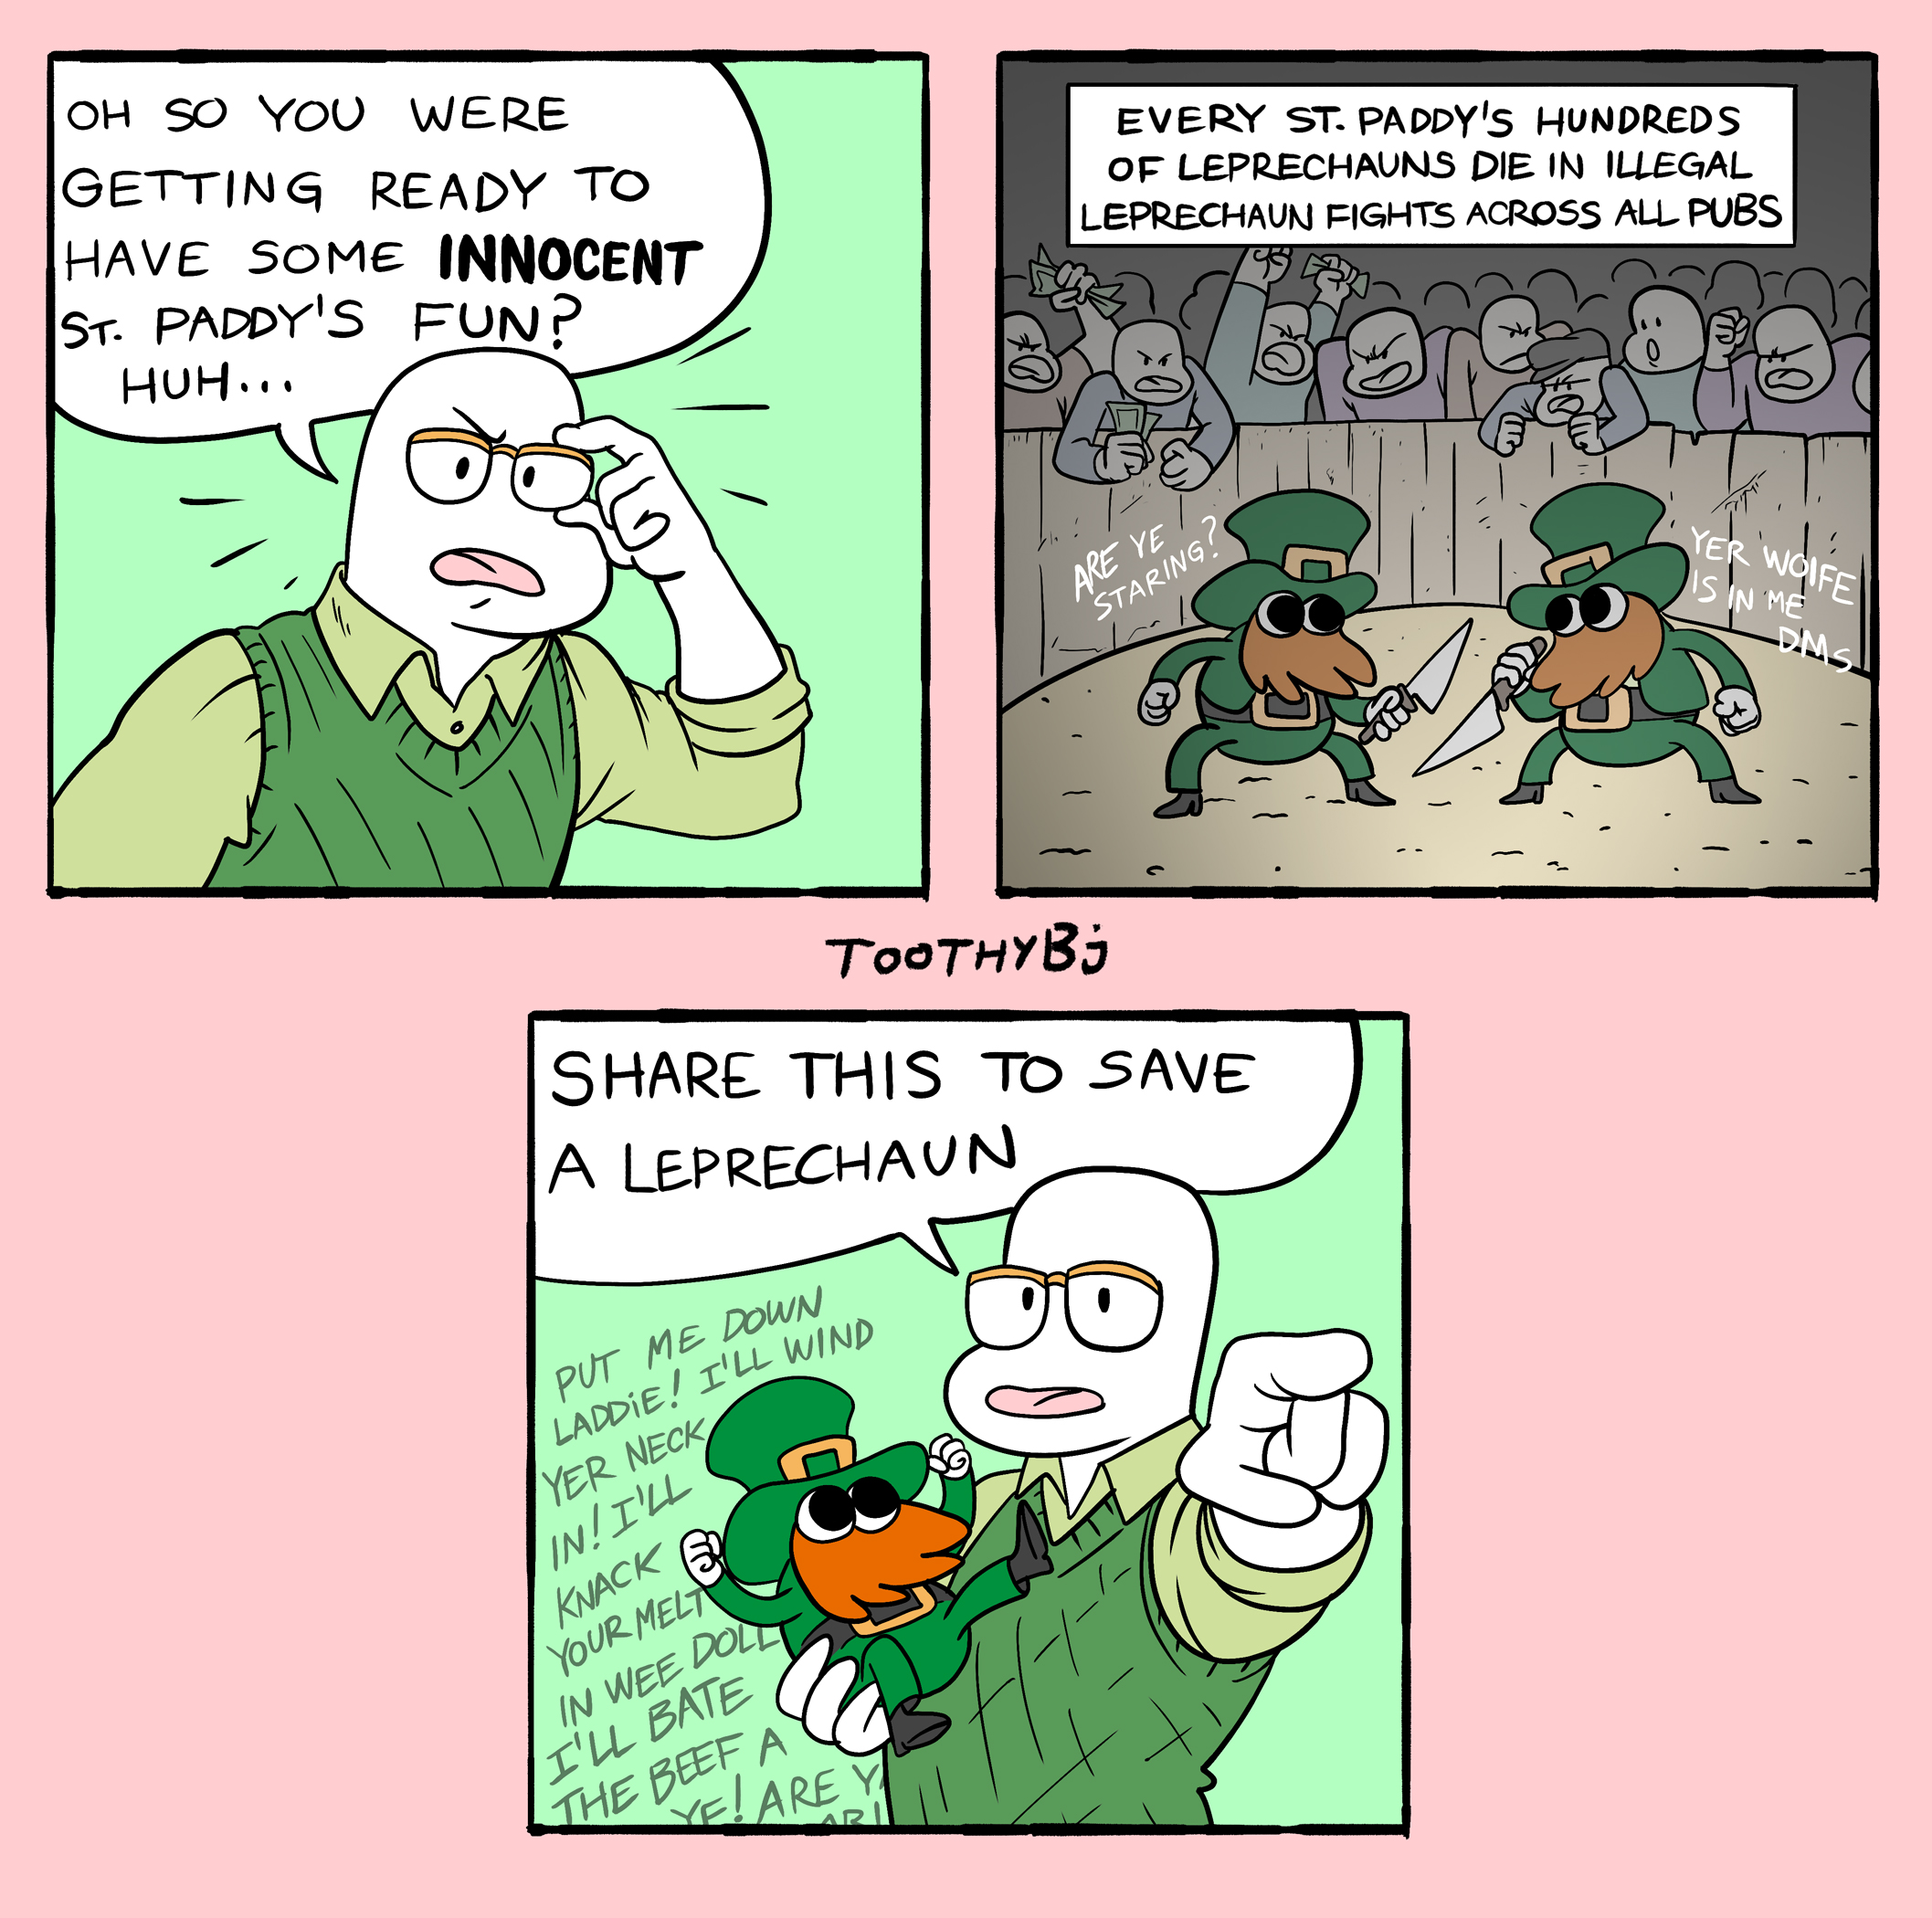 OH SO YOU WERE
GETTING READY TO
HAVE SOME INNOCENT
ST. PADDY'S FUN?
HUH...
EVERY ST. PADDY'S HUNDREDS
OF LEPRECHAUNS DIE IN ILLEGAL
LEPRECHAUN FIGHTS ACROSS ALL PUBS
ARE YE
STARING?
YER WOIFE
IS IN ME
DMS
TOOTHYBj
SHARE THIS TO SAVE
A LEPRECHAUN
PUT ME DOWN
LADDIE! I'LL WIND
YER NECK
IN! I'LL
KNACK
YOUR MELT
IN WEE DOLL
I'LL BATE
THE BEEF A
YE! ARE YA